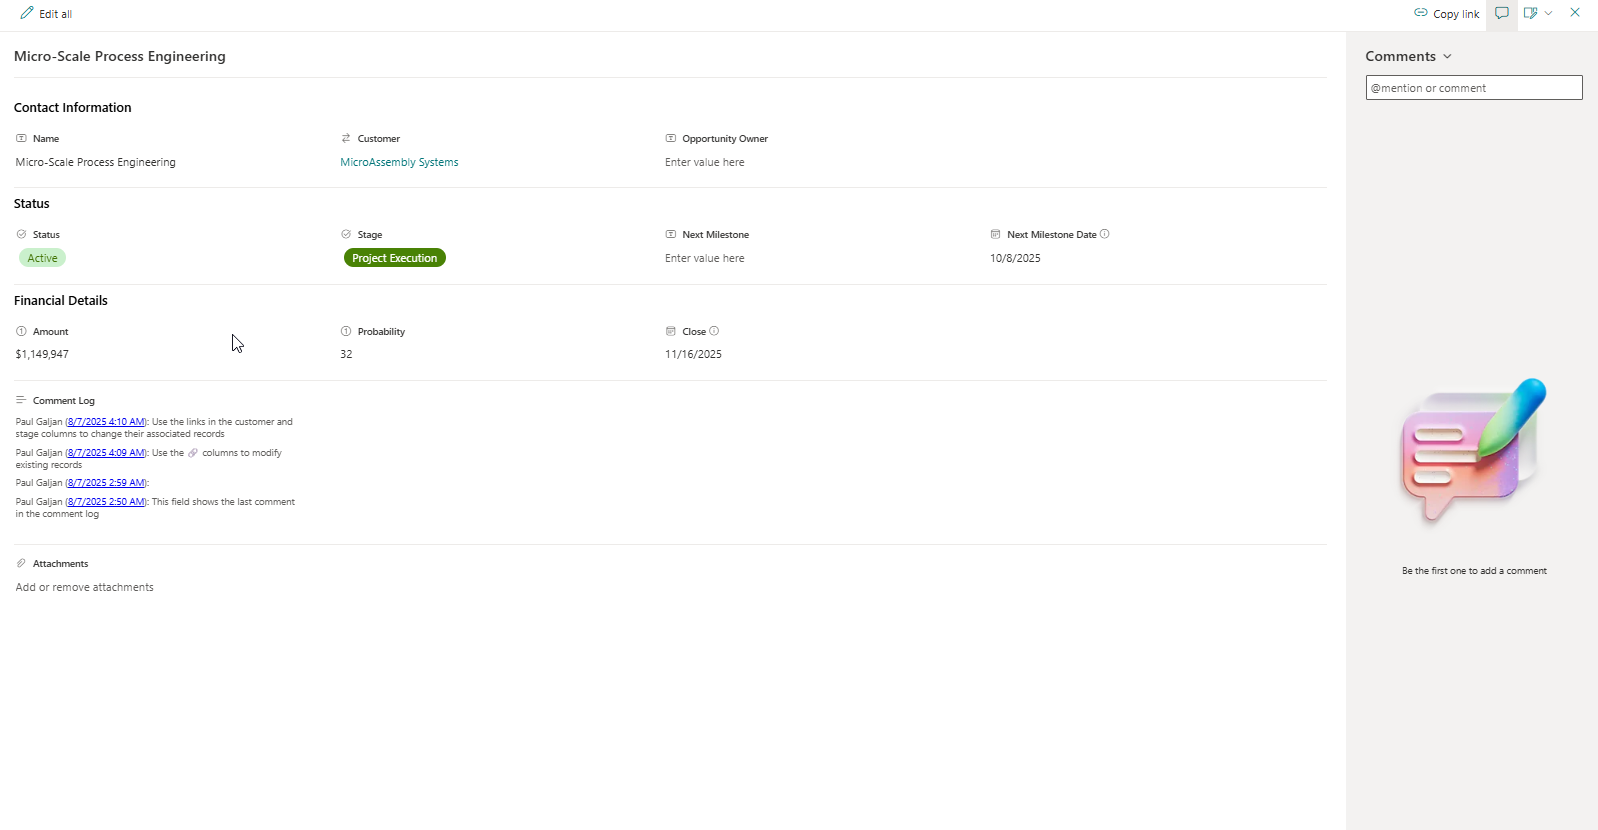 Edit all
Copy link
Micro-Scale Process Engineering
Comments
@mention or comment
Contact Information
Name
Customer
Opportunity Owner
Micro-Scale Process Engineering
MicroAssembly Systems
Enter value here
Status
Status
Stage
Next Milestone
Next Milestone Date
Active
Project Execution
Enter value here
10/8/2025
Financial Details
Amount
Probability
Close
$1,149,947
32
11/16/2025
Comment Log
Paul Galjan (8/7/2025 4:10 AM): Use the links in the customer and
stage columns to change their associated records
Paul Galjan (8/7/2025 4:09 AM): Use the 🔗 columns to modify
existing records
Paul Galjan (8/7/2025 2:59 AM):
Paul Galjan (8/7/2025 2:50 AM): This field shows the last comment
in the comment log
Attachments
Add or remove attachments
Be the first one to add a comment